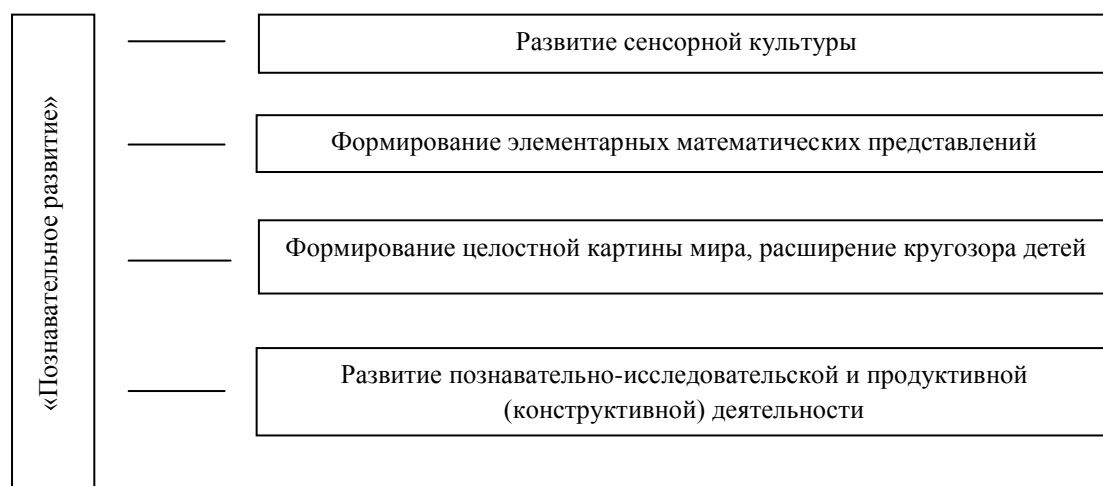 «Познавательное развитие»
Развитие сенсорной культуры
Формирование элементарных математических представлений
Формирование целостной картины мира, расширение кругозора детей
Развитие познавательно-исследовательской и продуктивной
(конструктивной) деятельности